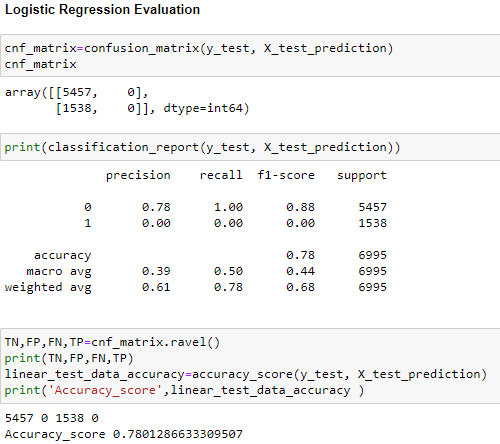 Logistic Regression Evaluation
cnf_matrix=confusion_matrix(y_test, X_test_prediction)
cnf_matrix
array([[5457,    0],
       [1538,    0]], dtype=int64)
print(classification_report(y_test, X_test_prediction))
              precision    recall  f1-score   support
           0       0.78      1.00      0.88      5457
           1       0.00      0.00      0.00      1538
    accuracy                           0.78      6995
   macro avg       0.39      0.50      0.44      6995
weighted avg       0.61      0.78      0.68      6995
TN,FP,FN,TP=cnf_matrix.ravel()
print(TN,FP,FN,TP)
linear_test_data_accuracy=accuracy_score(y_test, X_test_prediction)
print('Accuracy_score',linear_test_data_accuracy )
5457 0 1538 0
Accuracy_score 0.7801286633309507